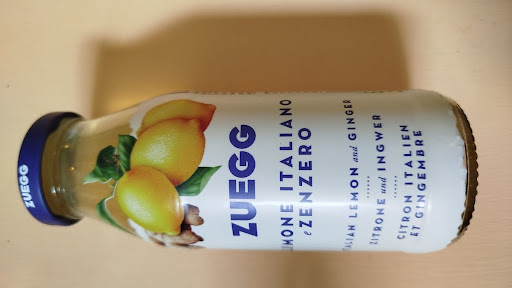 ZUEGG
ZUEGG
LIMONE ITALIANO
e ZENZERO
ITALIAN LEMON and GINGER
ZITRONE und INGWER
CITRON ITALIEN
ET GINGEMBRE